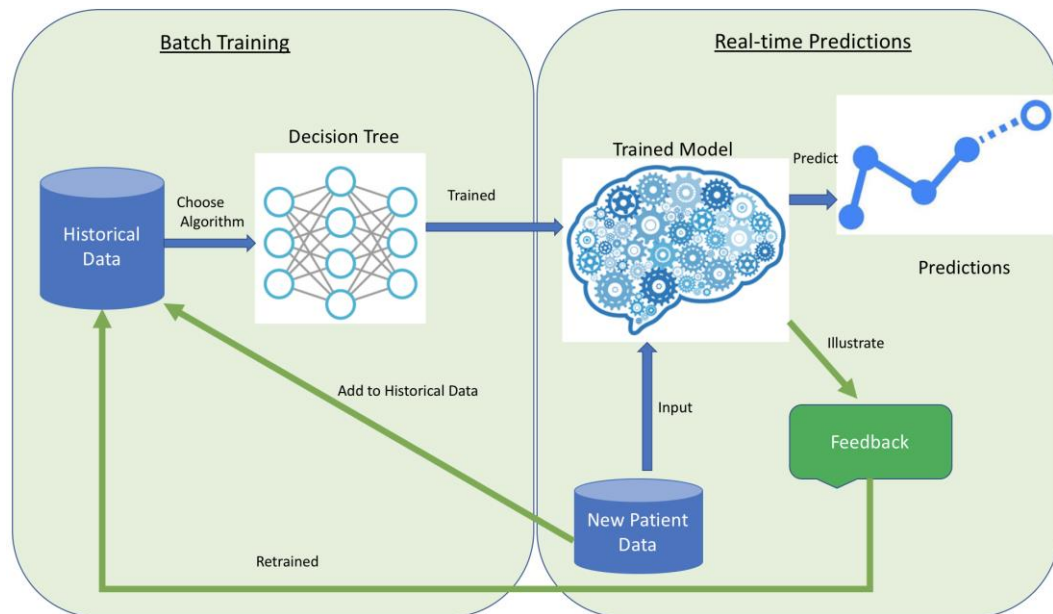 Batch Training
Real-time Predictions
Decision Tree
Trained Model
Predict
Choose
Algorithm
Trained
Historical
Data
Predictions
Illustrate
Add to Historical Data
Input
Feedback
New Patient
Data
Retrained